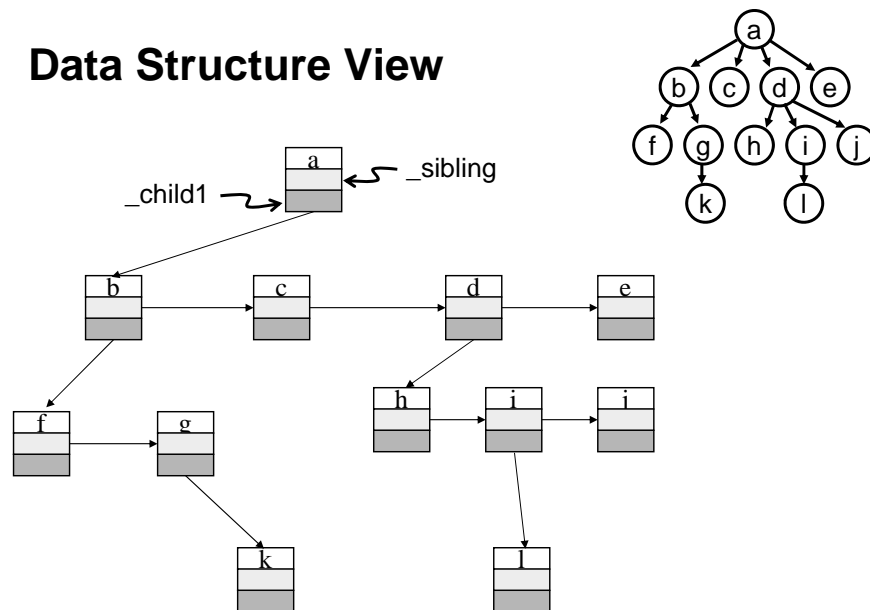 Data Structure View
a
b c d e
f g h i j
k l
a
_sibling
_child1
b c d e
h i j
f g
k l